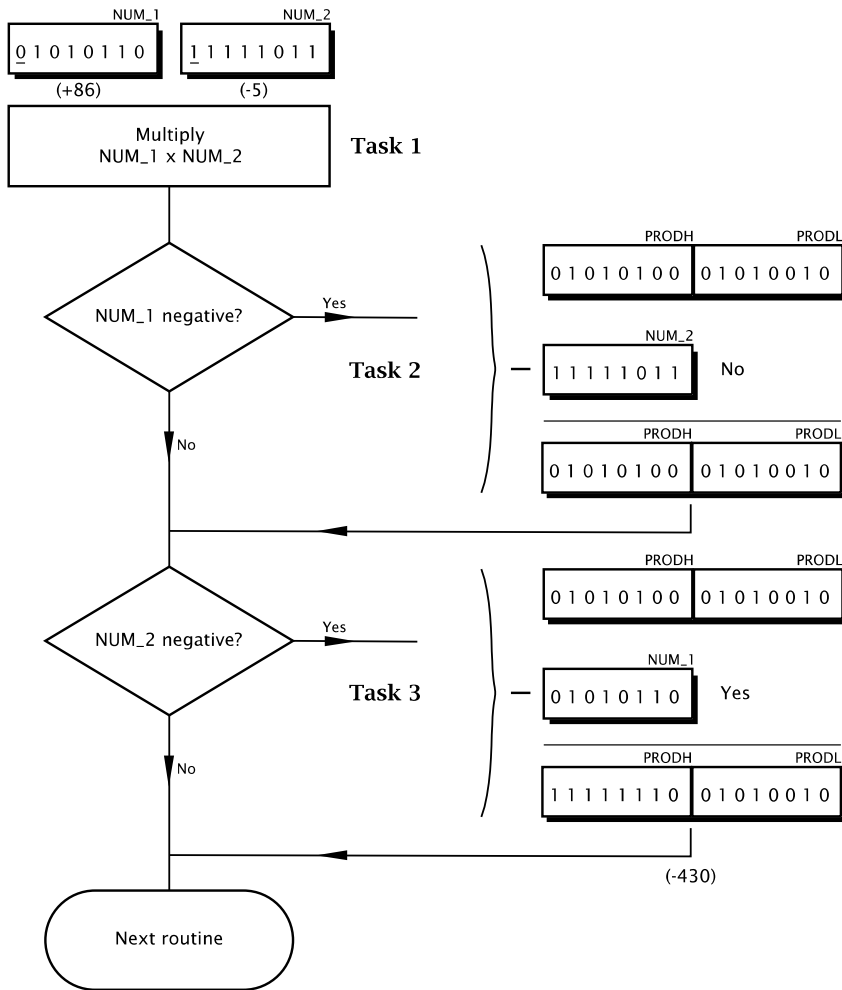 NUM_1 NUM_2
0 1 0 1 0 1 1 0 1 1 1 1 1 0 1 1
(+86) (-5)
Multiply
NUM_1 x NUM_2
Task 1
PRODH PRODL
0 1 0 1 0 1 0 0 0 1 0 1 0 0 1 0
NUM_1 negative?
Yes
Task 2
NUM_2
1 1 1 1 1 0 1 1 No
No
PRODH PRODL
0 1 0 1 0 1 0 0 0 1 0 1 0 0 1 0
PRODH PRODL
0 1 0 1 0 1 0 0 0 1 0 1 0 0 1 0
NUM_2 negative?
Yes
Task 3
NUM_1
0 1 0 1 0 1 1 0 Yes
No
PRODH PRODL
1 1 1 1 1 1 1 0 0 1 0 1 0 0 1 0
(-430)
Next routine